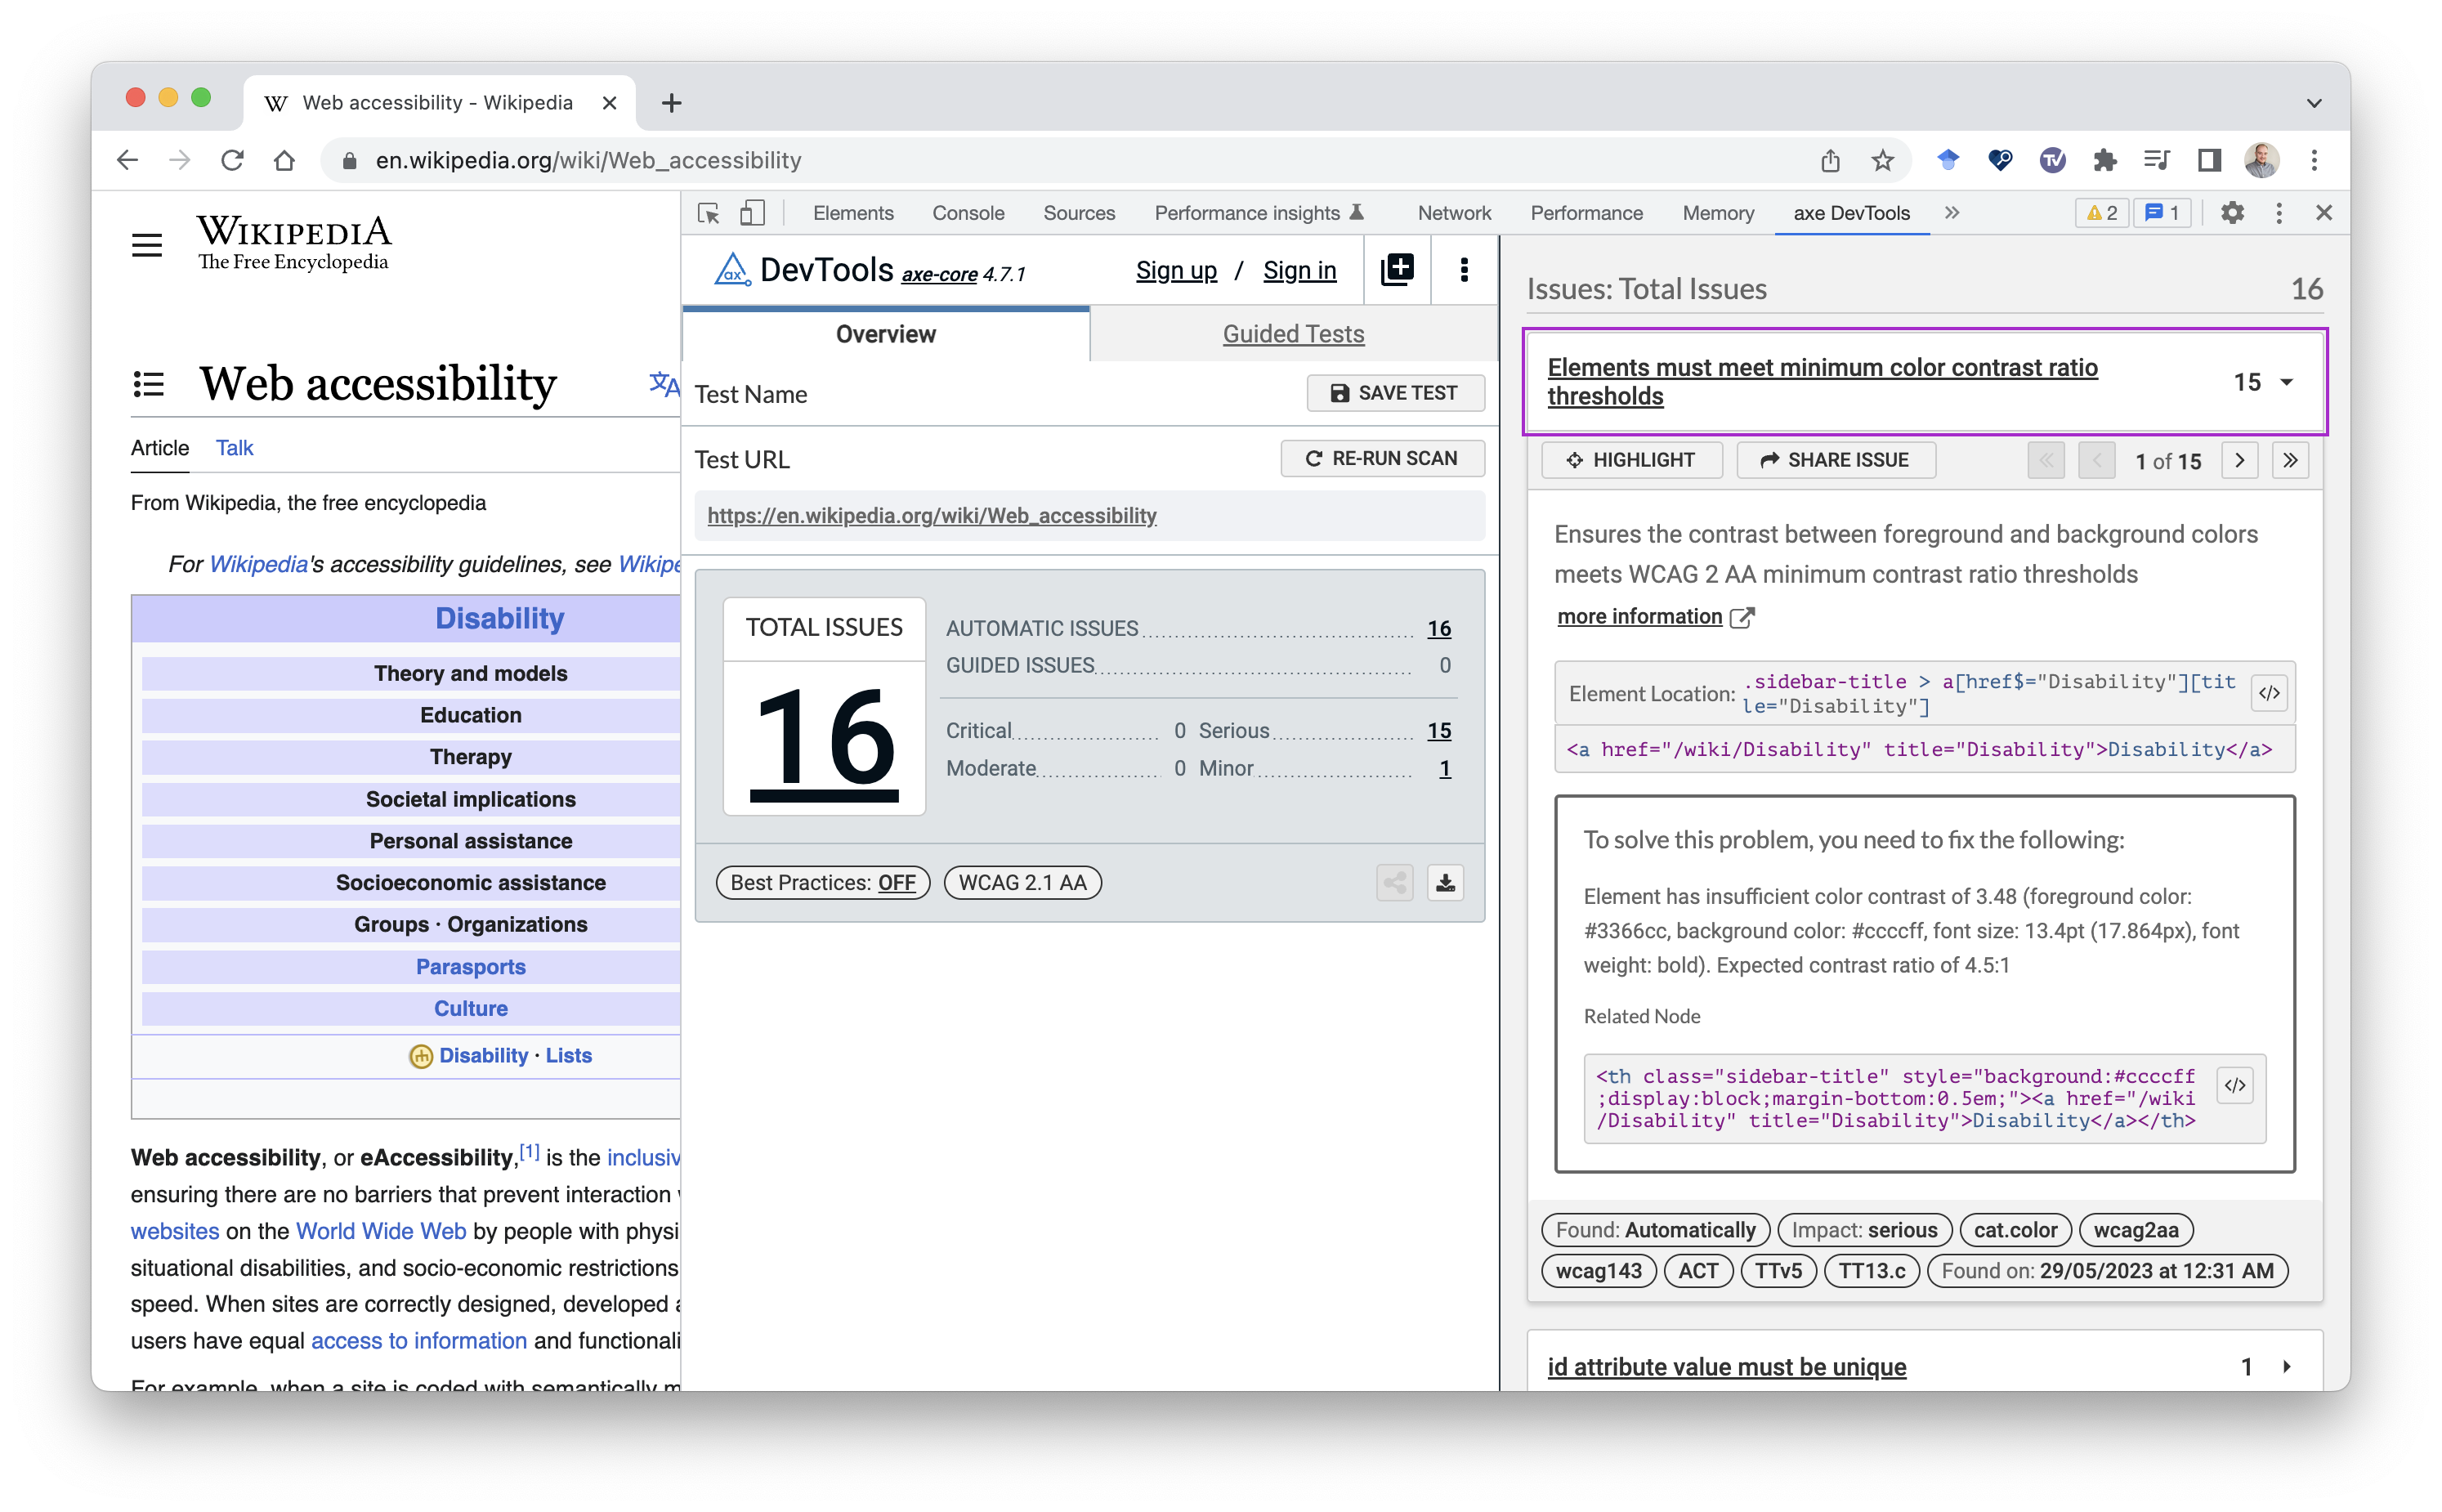 Web accessibility - Wikipedia
en.wikipedia.org/wiki/Web_accessibility
WIKIPEDIA
The Free Encyclopedia
Web accessibility
Article Talk
From Wikipedia, the free encyclopedia
For Wikipedia's accessibility guidelines, see Wikipe
Disability
Theory and models
Education
Therapy
Societal implications
Personal assistance
Socioeconomic assistance
Groups · Organizations
Parasports
Culture
Disability · Lists
Web accessibility, or eAccessibility,[1] is the inclusiv
ensuring there are no barriers that prevent interaction
websites on the World Wide Web by people with physi
situational disabilities, and socio-economic restrictions
speed. When sites are correctly designed, developed
users have equal access to information and functionali
For example, when a site is coded with semantically m
Elements Console Sources Performance insights Network Performance Memory axe DevTools 2 1
ax DevTools axe-core 4.7.1 Sign up / Sign in
Overview Guided Tests
Test Name SAVE TEST
Test URL RE-RUN SCAN
https://en.wikipedia.org/wiki/Web_accessibility
TOTAL ISSUES
16
AUTOMATIC ISSUES 16
GUIDED ISSUES 0
Critical 0 Serious 15
Moderate 0 Minor 1
Best Practices: OFF WCAG 2.1 AA
Issues: Total Issues 16
Elements must meet minimum color contrast ratio
thresholds 15
HIGHLIGHT SHARE ISSUE 1 of 15
Ensures the contrast between foreground and background colors
meets WCAG 2 AA minimum contrast ratio thresholds
more information
Element Location: .sidebar-title > a[href$="Disability"][tit
le="Disability"] </>
<a href="/wiki/Disability" title="Disability">Disability</a>
To solve this problem, you need to fix the following:
Element has insufficient color contrast of 3.48 (foreground color:
#3366cc, background color: #ccccff, font size: 13.4pt (17.864px), font
weight: bold). Expected contrast ratio of 4.5:1
Related Node
<th class="sidebar-title" style="background:#ccccff
;display:block;margin-bottom:0.5em;"><a href="/wiki
/Disability" title="Disability">Disability</a></th>
</>
Found: Automatically Impact: serious cat.color wcag2aa
wcag143 ACT TTv5 TT13.c Found on: 29/05/2023 at 12:31 AM
id attribute value must be unique 1